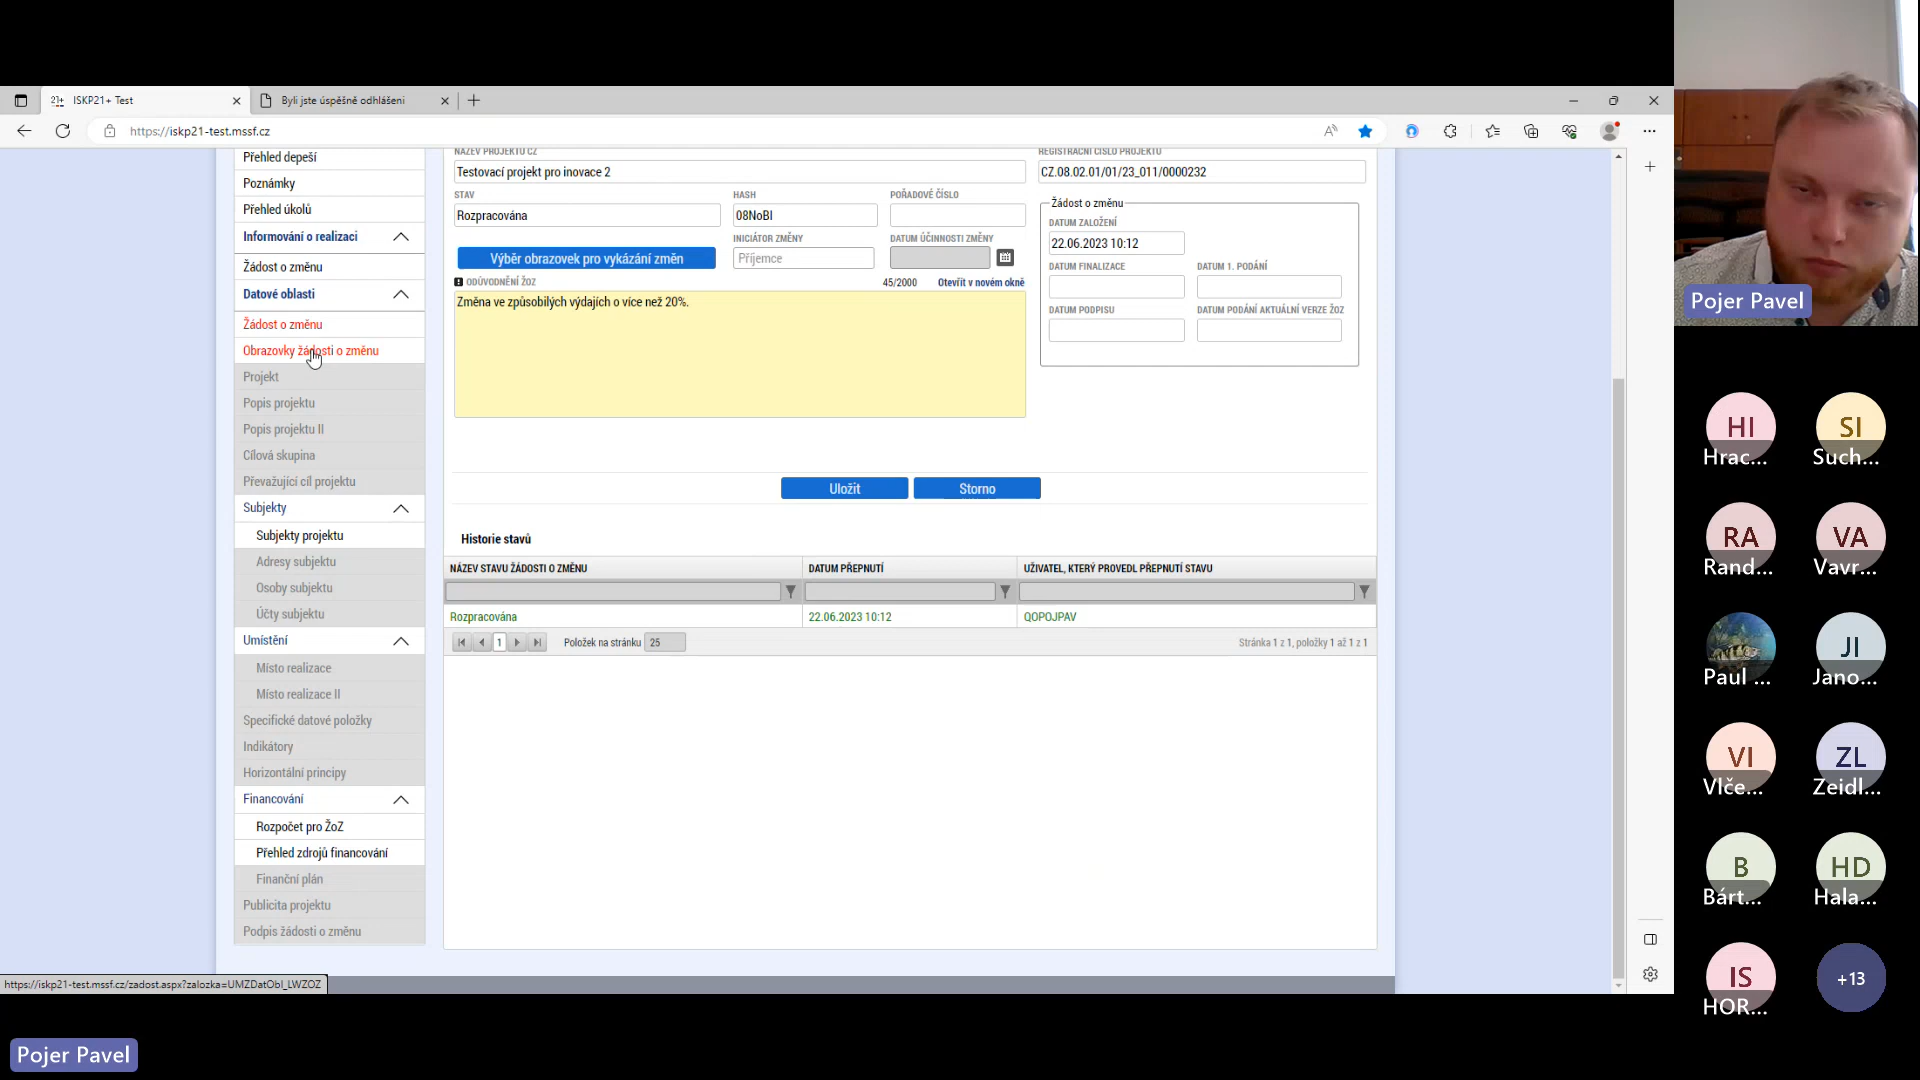 ISKP21+ Test
Byli jste úspěšně odhlášeni
https://iskp21-test.mssf.cz
Přehled depeší
Poznámky
Přehled úkolů
Informování o realizaci
Žádost o změnu
Datové oblasti
Žádost o změnu
Obrazovky žádosti o změnu
Projekt
Popis projektu
Popis projektu II
Cílová skupina
Převažující cíl projektu
Subjekty
Subjekty projektu
Adresy subjektu
Osoby subjektu
Účty subjektu
Umístění
Místo realizace
Místo realizace II
Specifické datové položky
Indikátory
Horizontální principy
Financování
Rozpočet pro ŽoZ
Přehled zdrojů financování
Finanční plán
Publicita projektu
Podpis žádosti o změnu
https://iskp21-test.mssf.cz/zadost.aspx?zalozka=UMZDatObl_LWZOZ
NÁZEV PROJEKTU CZ
REGISTRAČNÍ ČÍSLO PROJEKTU
Testovací projekt pro inovace 2
CZ.08.02.01/01/23_011/0000232
STAV
HASH
POŘADOVÉ ČÍSLO
Rozpracována
08NoBI
Výběr obrazovek pro vykázání změn
INICIÁTOR ZMĚNY
DATUM ÚČINNOSTI ZMĚNY
Příjemce
ODŮVODNĚNÍ ŽOZ
45/2000
Otevřít v novém okně
Změna ve způsobilých výdajích o více než 20%.
Žádost o změnu
DATUM ZALOŽENÍ
22.06.2023 10:12
DATUM FINALIZACE
DATUM 1. PODÁNÍ
DATUM PODPISU
DATUM PODÁNÍ AKTUÁLNÍ VERZE ŽOZ
Uložit
Storno
Historie stavů
NÁZEV STAVU ŽÁDOSTI O ZMĚNU
DATUM PŘEPNUTÍ
UŽIVATEL, KTERÝ PROVEDL PŘEPNUTÍ STAVU
Rozpracována
22.06.2023 10:12
QOPOJPAV
1
Položek na stránku
25
Stránka 1 z 1, položky 1 až 1 z 1
Pojer Pavel
HI
Hrac...
SI
Such...
RA
Rand...
VA
Vavr...
Paul ...
JI
Jano...
VI
Vlče...
ZL
Zeidl...
B
Bárt...
HD
Hala...
IS
HOR...
+13
Pojer Pavel